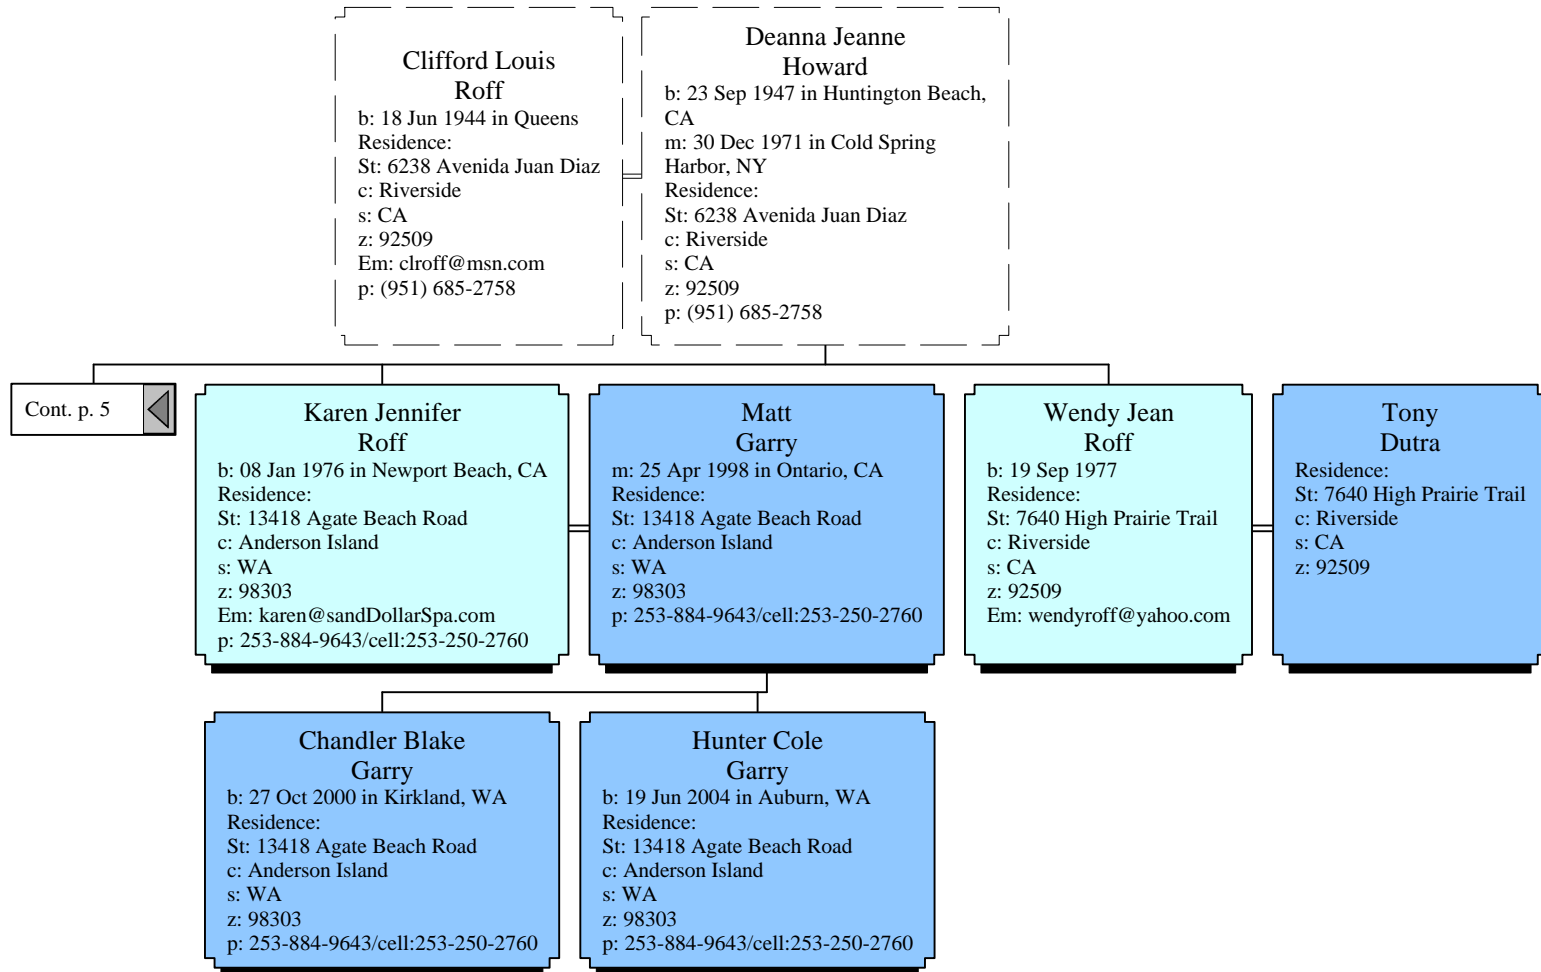 Clifford Louis
Roff
b: 18 Jun 1944 in Queens
Residence:
St: 6238 Avenida Juan Diaz
c: Riverside
s: CA
z: 92509
Em: clroff@msn.com
p: (951) 685-2758
Deanna Jeanne
Howard
b: 23 Sep 1947 in Huntington Beach,
CA
m: 30 Dec 1971 in Cold Spring
Harbor, NY
Residence:
St: 6238 Avenida Juan Diaz
c: Riverside
s: CA
z: 92509
p: (951) 685-2758
Cont. p. 5
Karen Jennifer
Roff
b: 08 Jan 1976 in Newport Beach, CA
Residence:
St: 13418 Agate Beach Road
c: Anderson Island
s: WA
z: 98303
Em: karen@sandDollarSpa.com
p: 253-884-9643/cell:253-250-2760
Matt
Garry
m: 25 Apr 1998 in Ontario, CA
Residence:
St: 13418 Agate Beach Road
c: Anderson Island
s: WA
z: 98303
p: 253-884-9643/cell:253-250-2760
Wendy Jean
Roff
b: 19 Sep 1977
Residence:
St: 7640 High Prairie Trail
c: Riverside
s: CA
z: 92509
Em: wendyroff@yahoo.com
Tony
Dutra
Residence:
St: 7640 High Prairie Trail
c: Riverside
s: CA
z: 92509
Chandler Blake
Garry
b: 27 Oct 2000 in Kirkland, WA
Residence:
St: 13418 Agate Beach Road
c: Anderson Island
s: WA
z: 98303
p: 253-884-9643/cell:253-250-2760
Hunter Cole
Garry
b: 19 Jun 2004 in Auburn, WA
Residence:
St: 13418 Agate Beach Road
c: Anderson Island
s: WA
z: 98303
p: 253-884-9643/cell:253-250-2760